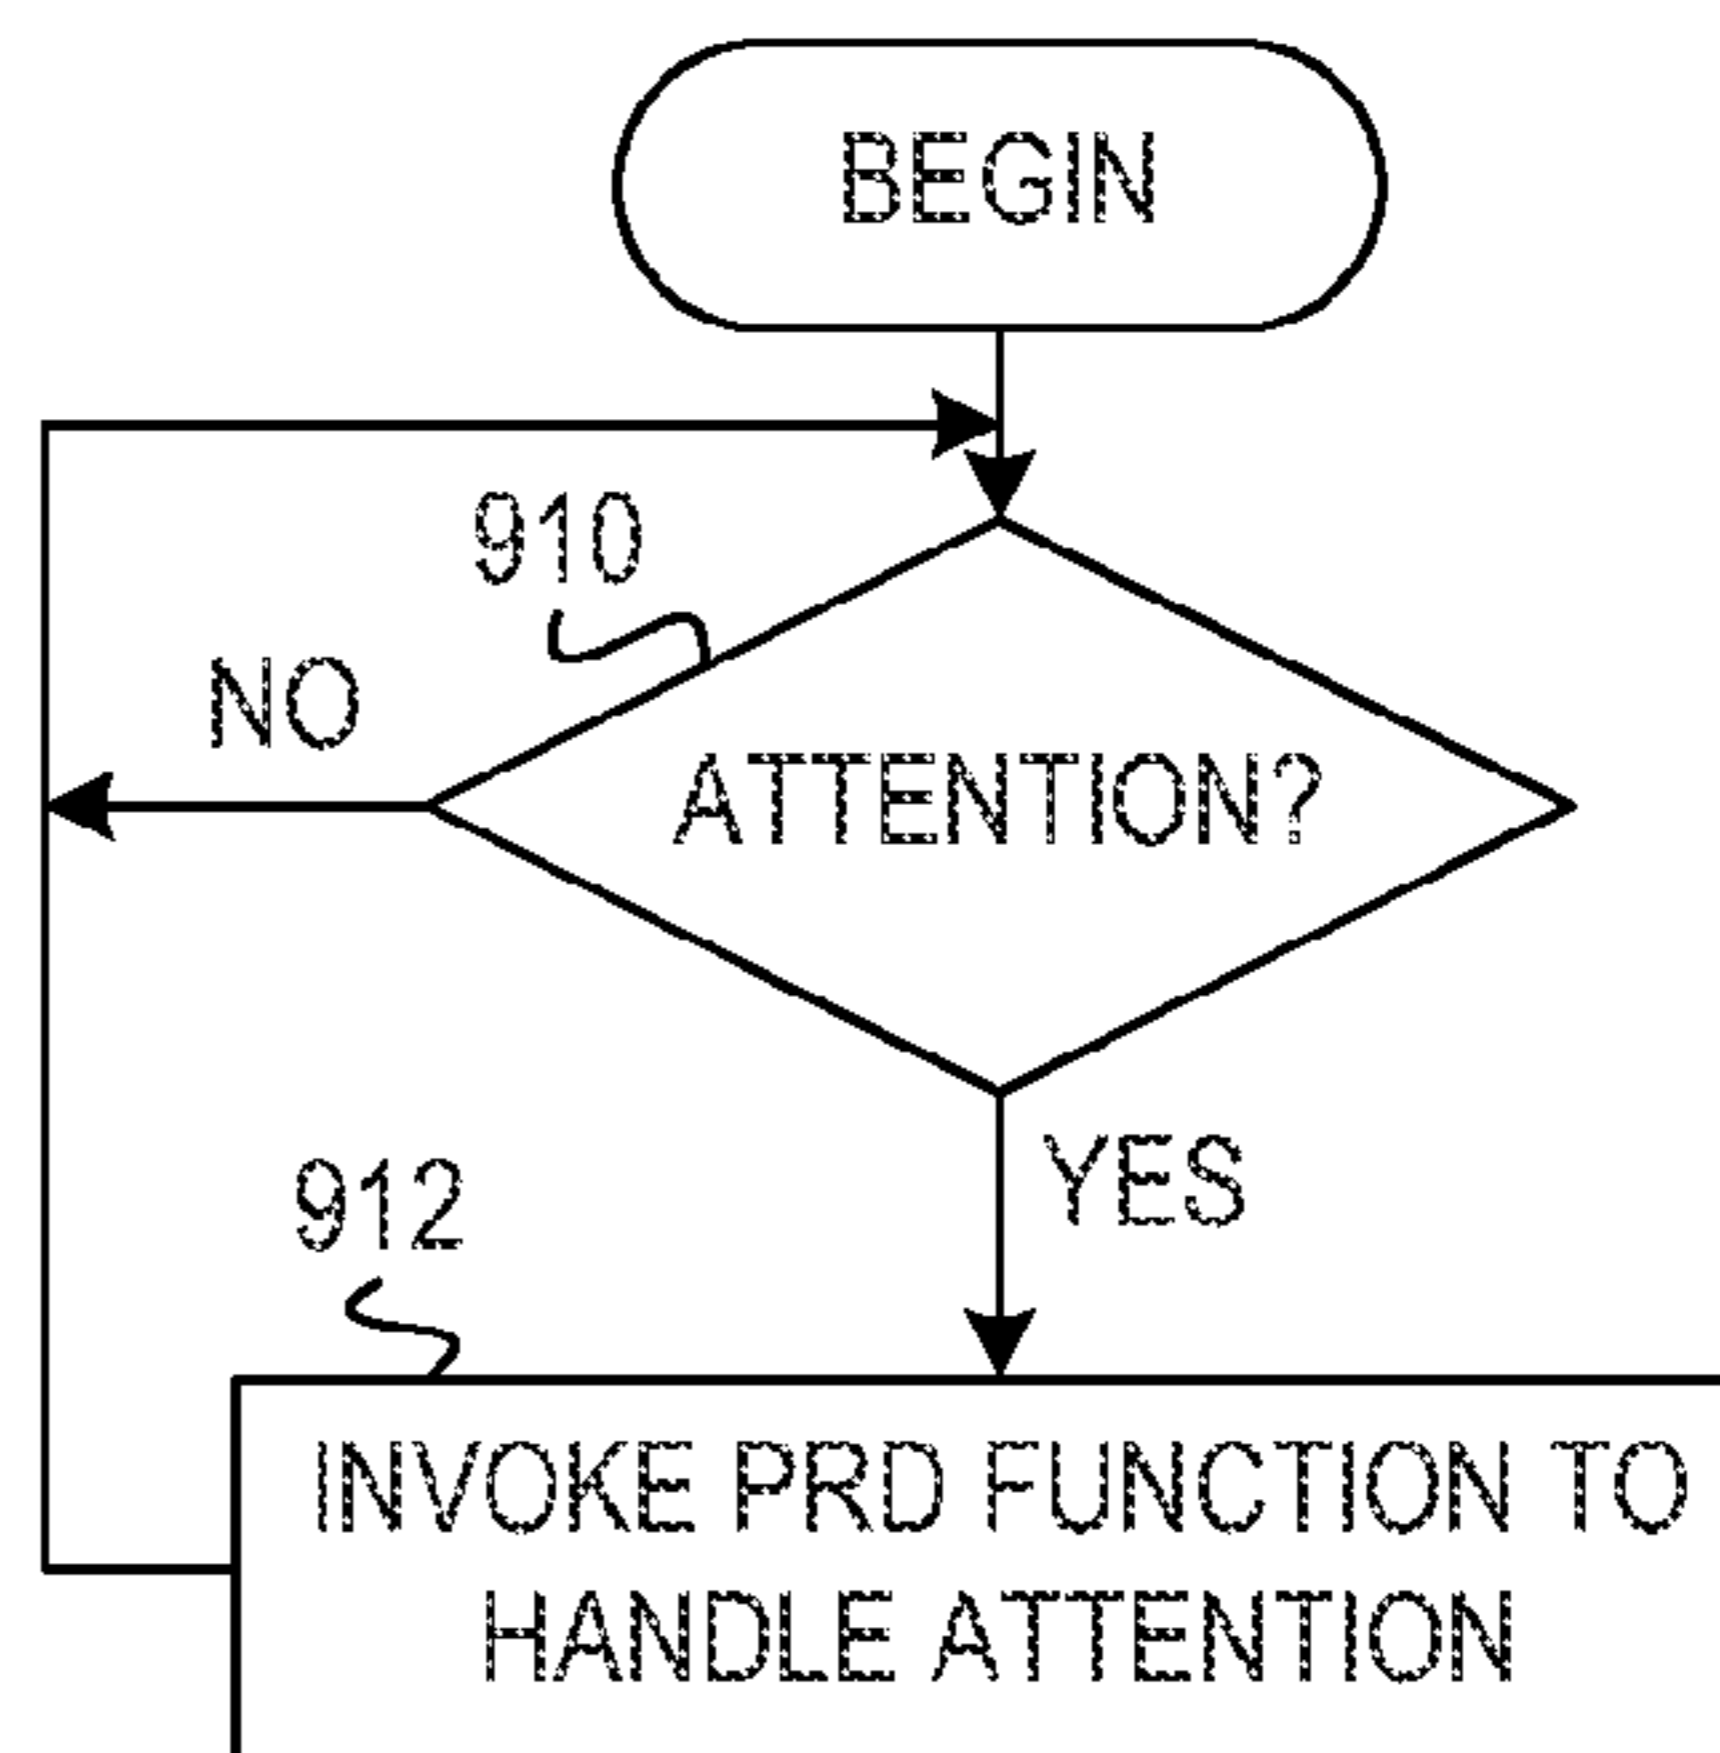 BEGIN
910
NO
ATTENTION?
YES
912
INVOKE PRD FUNCTION TO
HANDLE ATTENTION